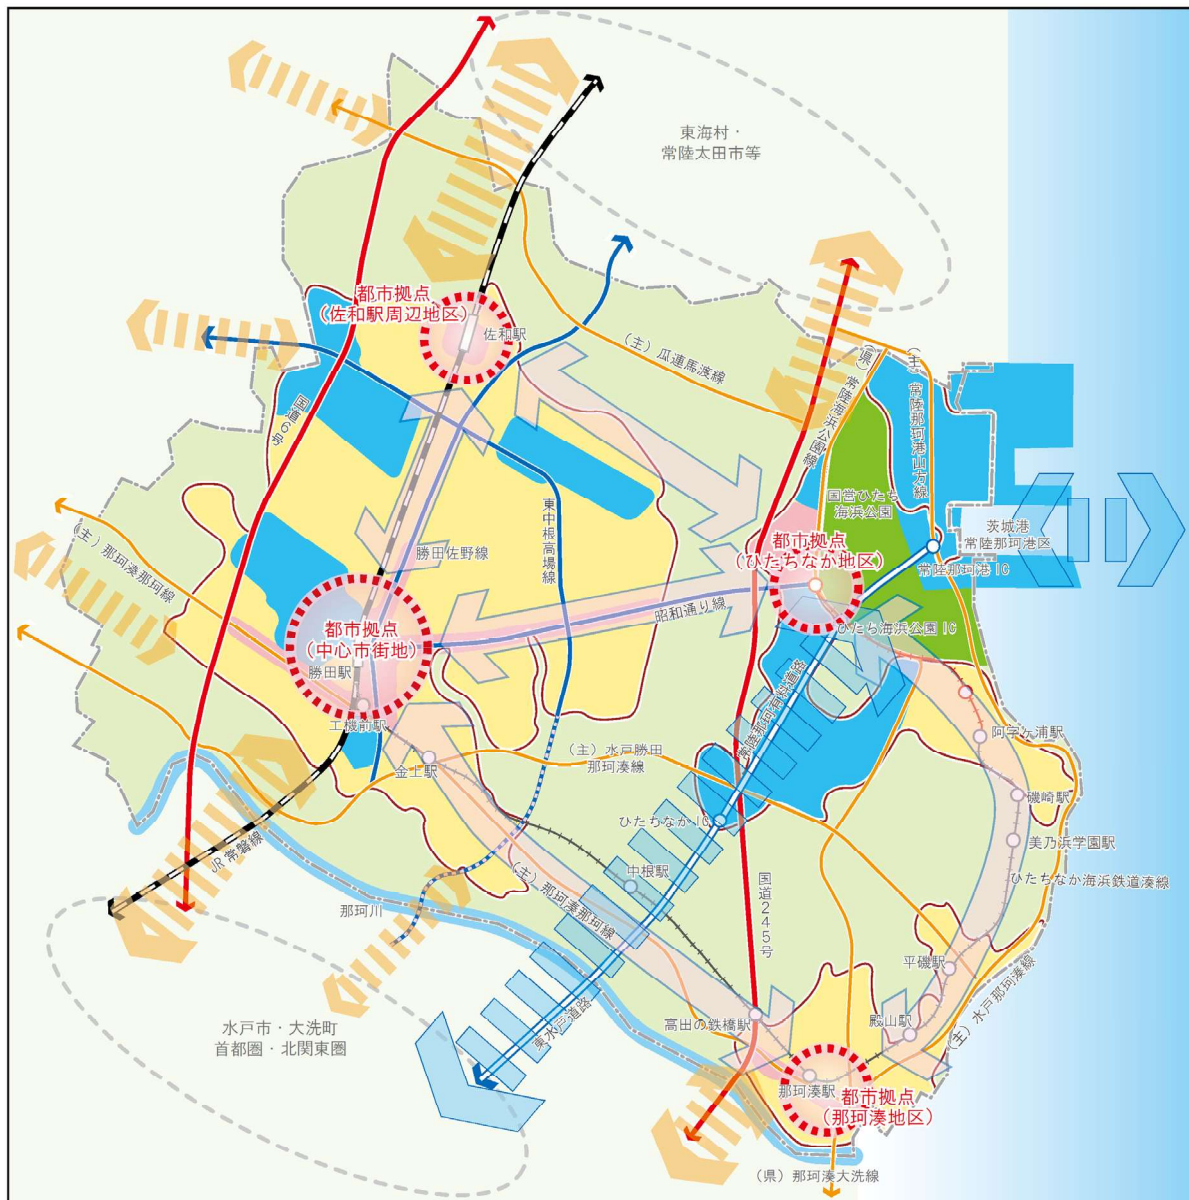 東海村・
常陸太田市等
都市拠点
（佐和駅周辺地区）
佐和駅
（主）瓜連馬渡線
国道6号
（県）常陸海浜公園線
（主）常陸那珂港山方線
国営ひたち
海浜公園
茨城港
常陸那珂港区
常陸那珂港IC
都市拠点
（ひたちなか地区）
ひたち海浜公園IC
東中根高場線
勝田佐野線
（主）那珂湊那珂線
昭和通り線
都市拠点
（中心市街地）
勝田駅
工機前駅
金上駅
（主）水戸勝田
那珂湊線
常陸那珂有料道路
阿字ヶ浦駅
磯崎駅
美乃浜学園駅
ひたちなか海浜鉄道湊線
ひたちなかIC
中根駅
JR常磐線
那珂川
（主）那珂湊那珂線
国道245号
平磯駅
殿山駅
（主）水戸那珂湊線
高田の鉄橋駅
東水戸道路
水戸市・大洗町
首都圏・北関東圏
那珂湊駅
都市拠点
（那珂湊地区）
（県）那珂湊大洗線